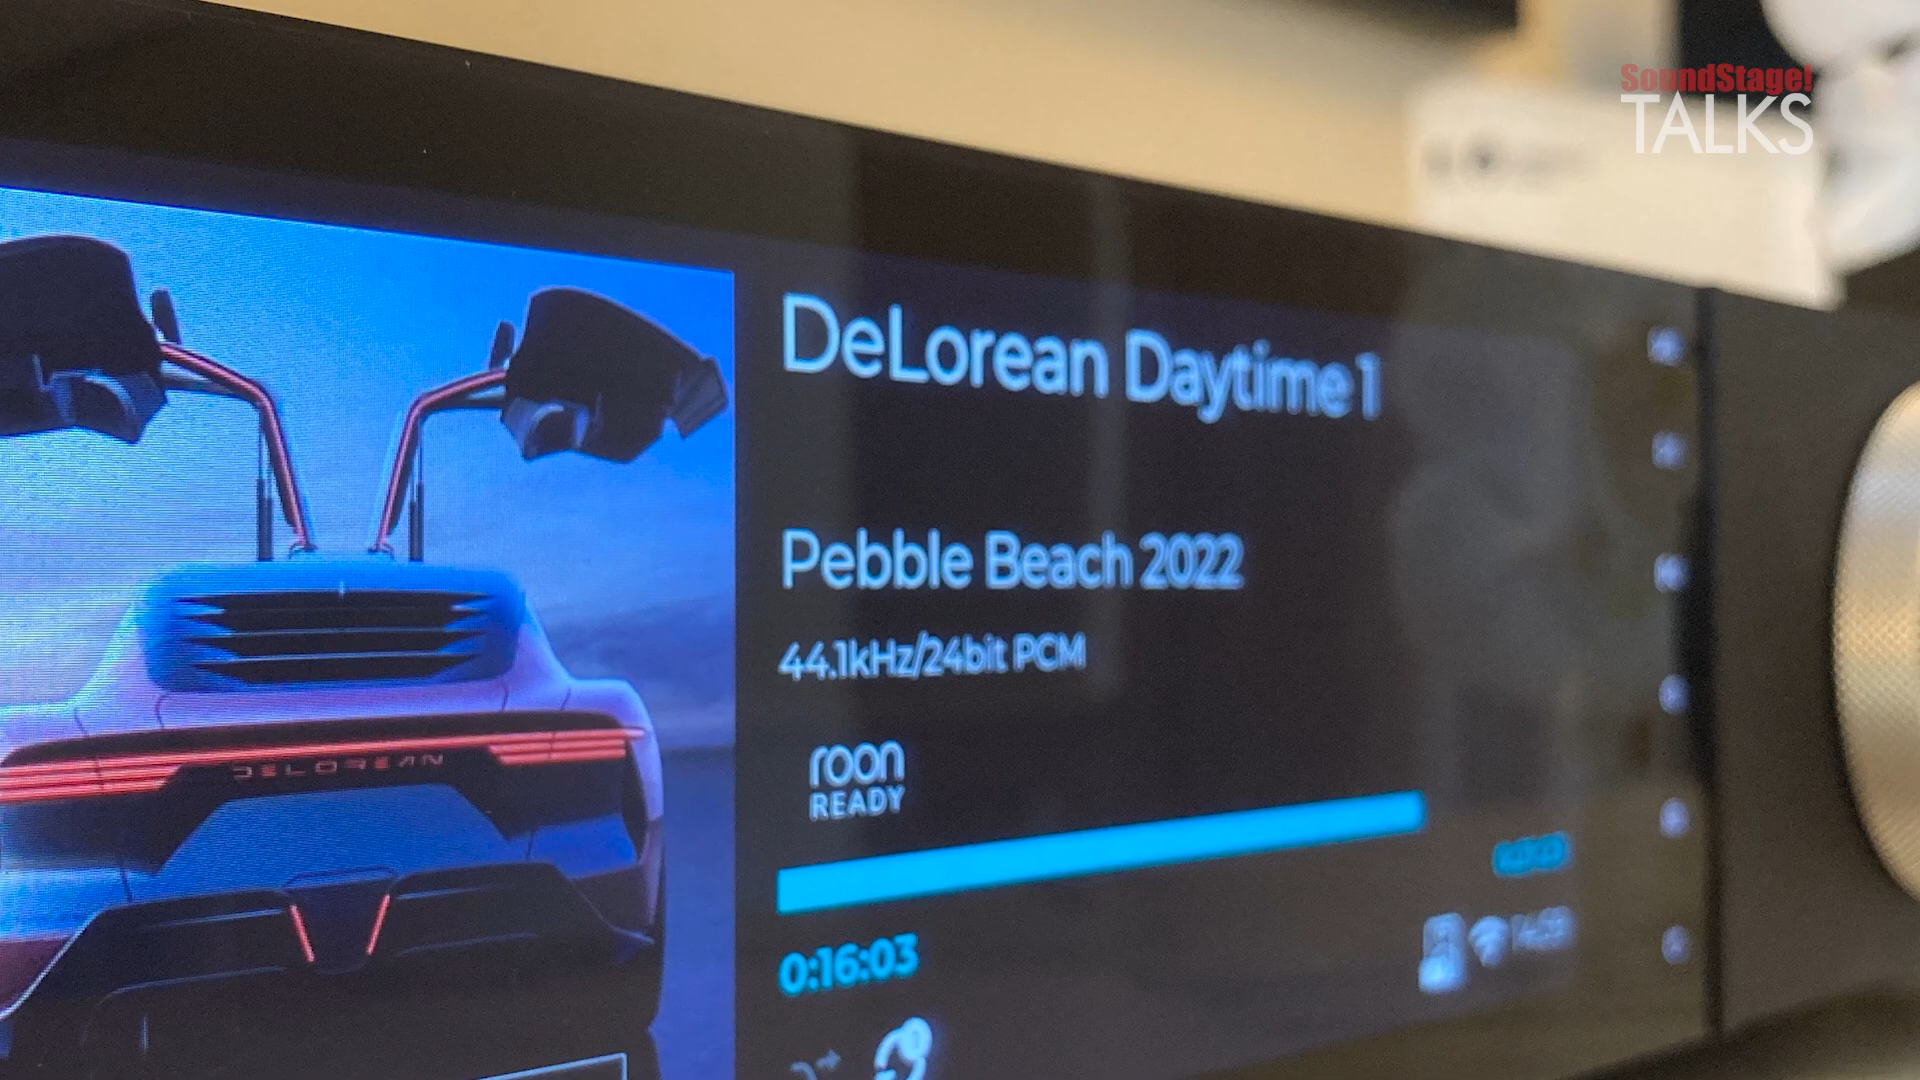 SoundStage!
TALKS
DeLorean Daytime 1
Pebble Beach 2022
44.1kHz/24bit PCM
roon
READY
DELOREAN
0:16:03